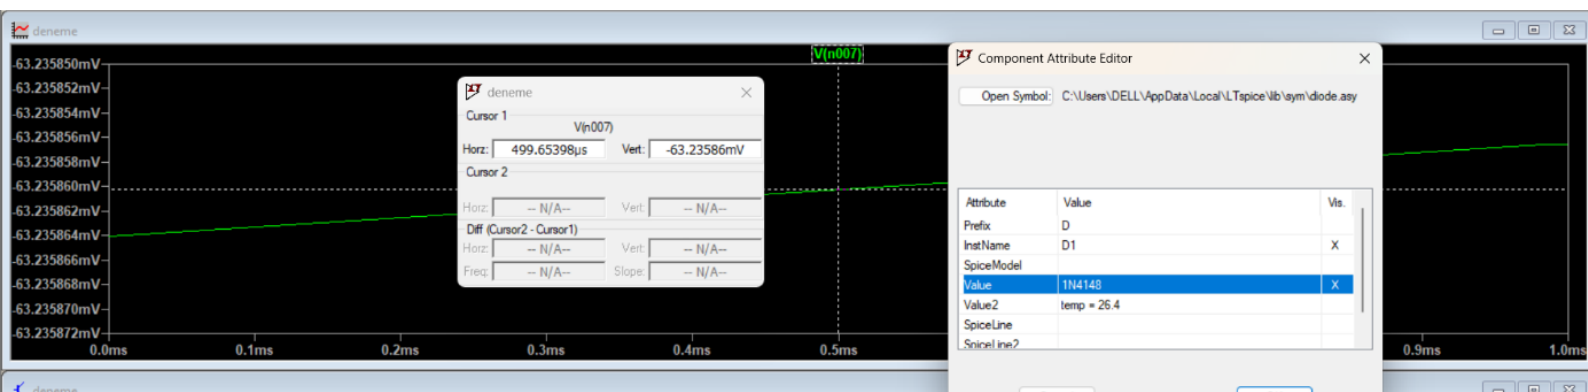 deneme
V(n007)
-63.235850mV
-63.235852mV
-63.235854mV
-63.235856mV
-63.235858mV
-63.235860mV
-63.235862mV
-63.235864mV
-63.235866mV
-63.235868mV
-63.235870mV
-63.235872mV
0.0ms 0.1ms 0.2ms 0.3ms 0.4ms 0.5ms 0.9ms 1.0ms
deneme
Cursor 1
V(n007)
Horz: 499.65398µs Vert: -63.23586mV
Cursor 2
Horz: -- N/A-- Vert: -- N/A--
Diff (Cursor2 - Cursor1)
Horz: -- N/A-- Vert: -- N/A--
Freq: -- N/A-- Slope: -- N/A--
Component Attribute Editor
Open Symbol: C:\Users\DELL\AppData\Local\LTspice\lib\sym\diode.asy
Attribute Value Vis.
Prefix D
InstName D1 X
SpiceModel
Value 1N4148 X
Value2 temp = 26.4
SpiceLine
SpiceLine2
deneme